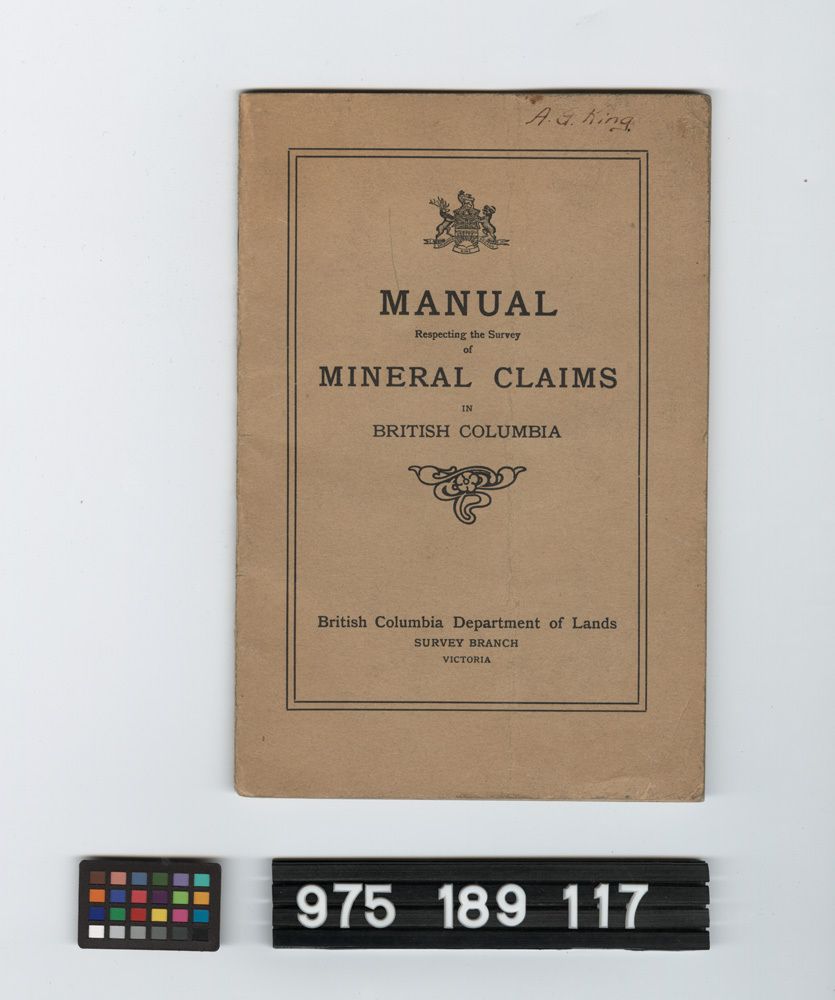 A. G. King.
MANUAL
Respecting the Survey
of
MINERAL CLAIMS
IN
BRITISH COLUMBIA
British Columbia Department of Lands
SURVEY BRANCH
VICTORIA
975 189 117